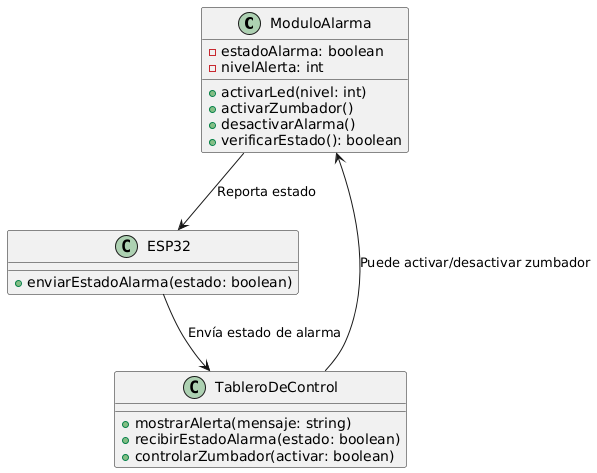 C ModuloAlarma
estadoAlarma: boolean
nivelAlerta: int
activarLed(nivel: int)
activarZumbador()
desactivarAlarma()
verificarEstado(): boolean
Reporta estado
C ESP32
enviarEstadoAlarma(estado: boolean)
Puede activar/desactivar zumbador
Envía estado de alarma
C TableroDeControl
mostrarAlerta(mensaje: string)
recibirEstadoAlarma(estado: boolean)
controlarZumbador(activar: boolean)